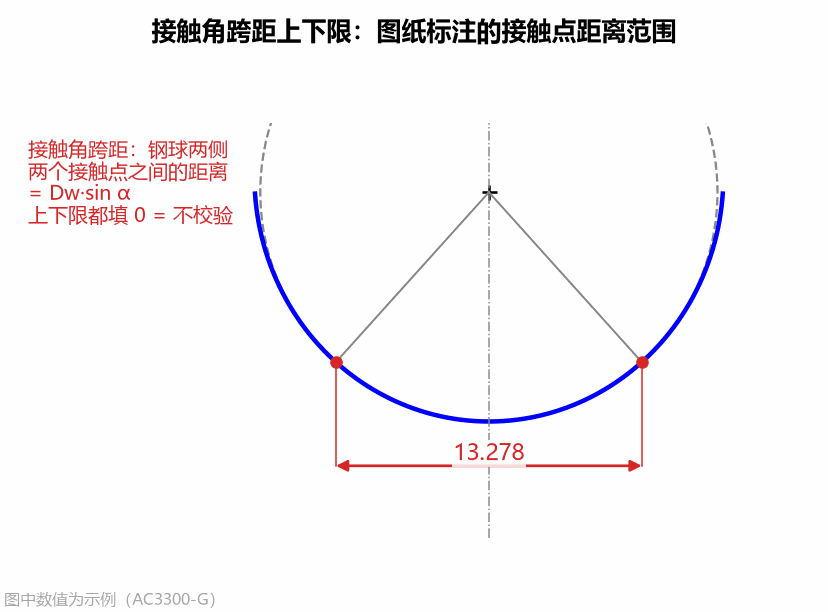 接触角跨距上下限：图纸标注的接触点距离范围
接触角跨距：钢球两侧
两个接触点之间的距离
= Dw·sin α
上下限都填 0 = 不校验
13.278
图中数值为示例（AC3300-G）